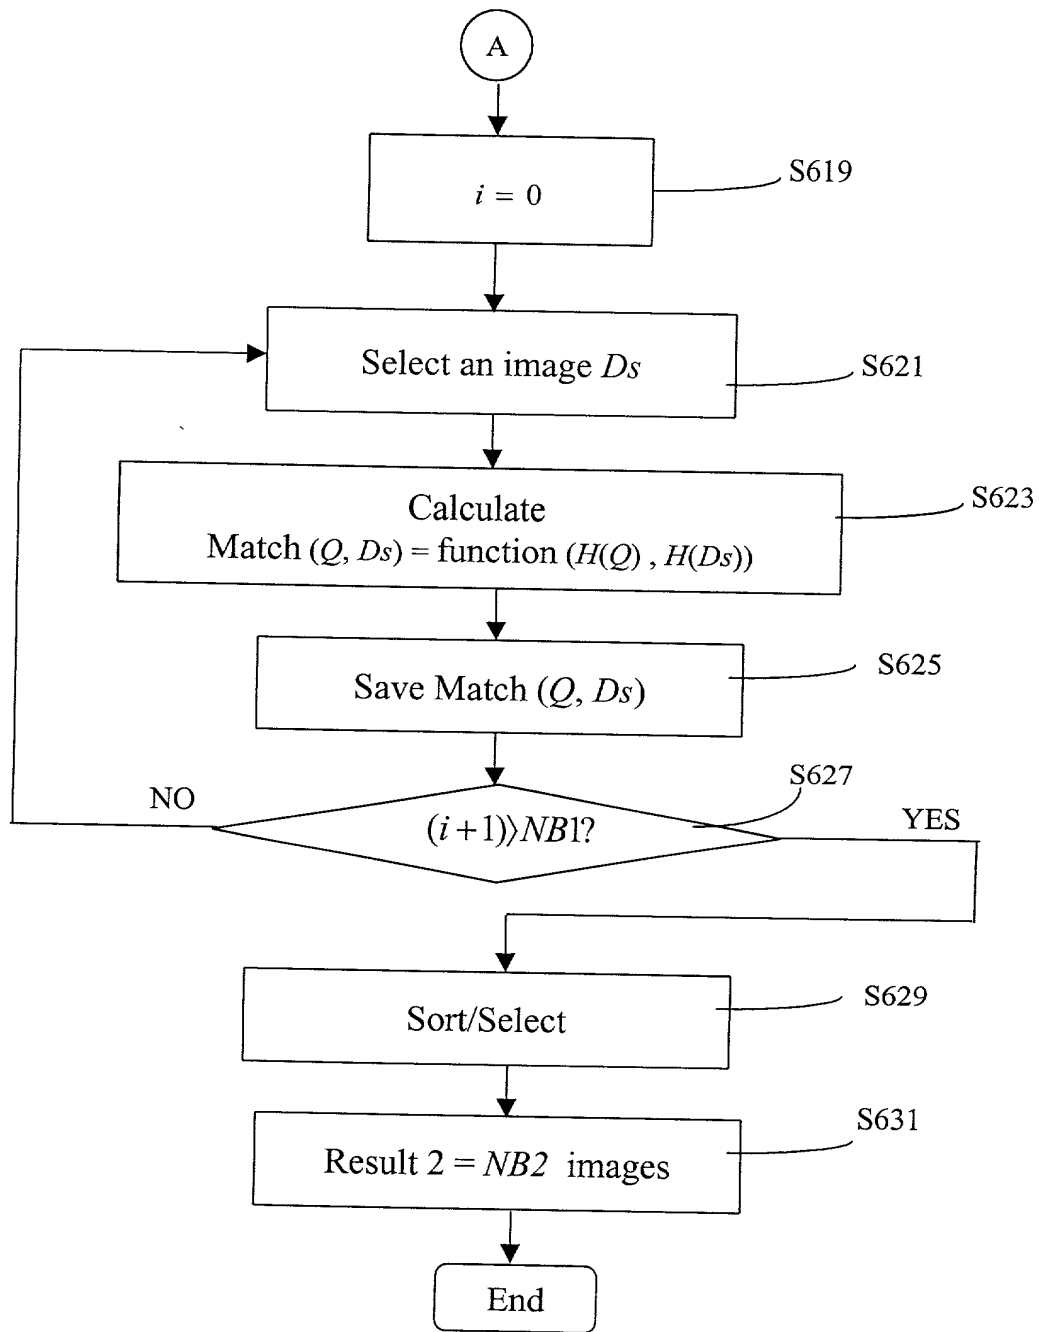 A
i = 0
S619
Select an image Ds
S621
Calculate
Match (Q, Ds) = function (H(Q) , H(Ds))
S623
Save Match (Q, Ds)
S625
S627
NO
(i+1)⟩NB1?
YES
Sort/Select
S629
Result 2 = NB2 images
S631
End